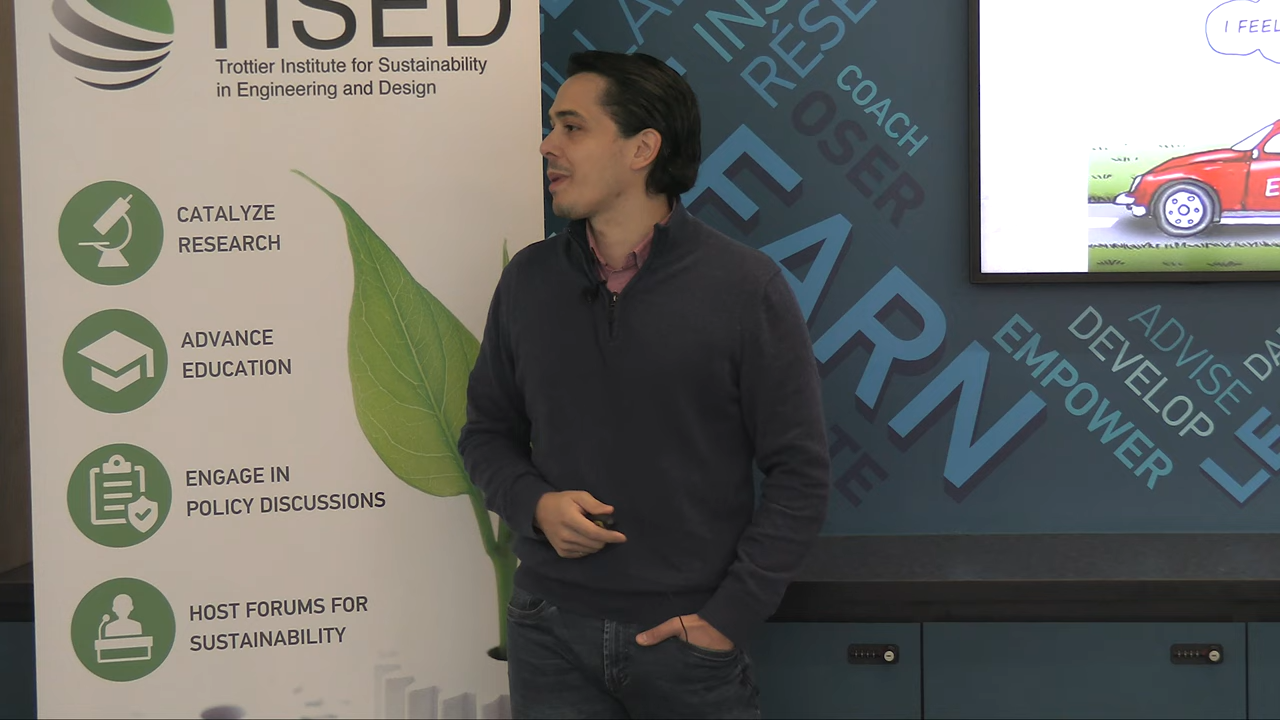 TISED
Trottier Institute for Sustainability
in Engineering and Design
CATALYZE
RESEARCH
ADVANCE
EDUCATION
ENGAGE IN
POLICY DISCUSSIONS
HOST FORUMS FOR
SUSTAINABILITY
COACH
OSER
EARN
EMPOWER
DEVELOP
ADVISE
I FEEL